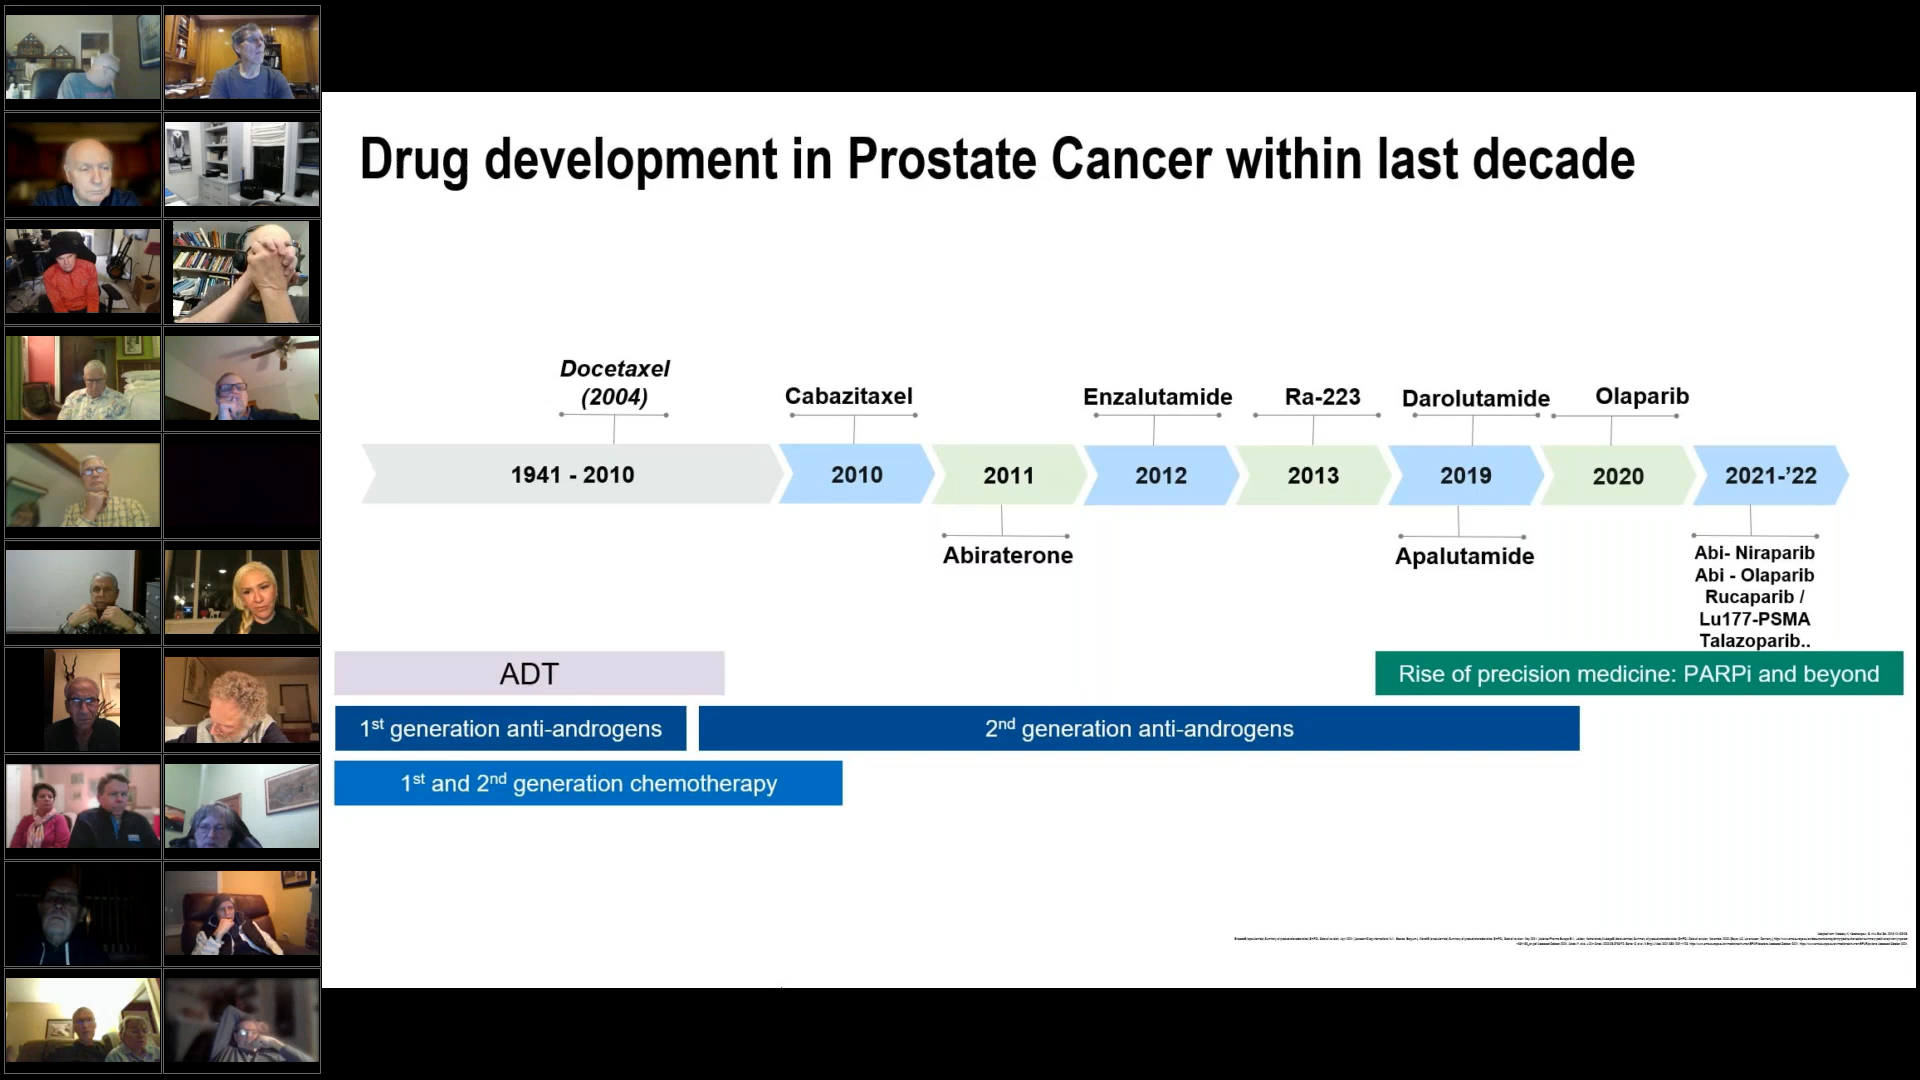 Drug development in Prostate Cancer within last decade
Docetaxel
(2004)
Cabazitaxel
Enzalutamide
Ra-223
Darolutamide
Olaparib
1941 - 2010
2010
2011
2012
2013
2019
2020
2021-’22
Abiraterone
Apalutamide
Abi- Niraparib
Abi - Olaparib
Rucaparib /
Lu177-PSMA
Talazoparib..
ADT
Rise of precision medicine: PARPi and beyond
1st generation anti-androgens
2nd generation anti-androgens
1st and 2nd generation chemotherapy